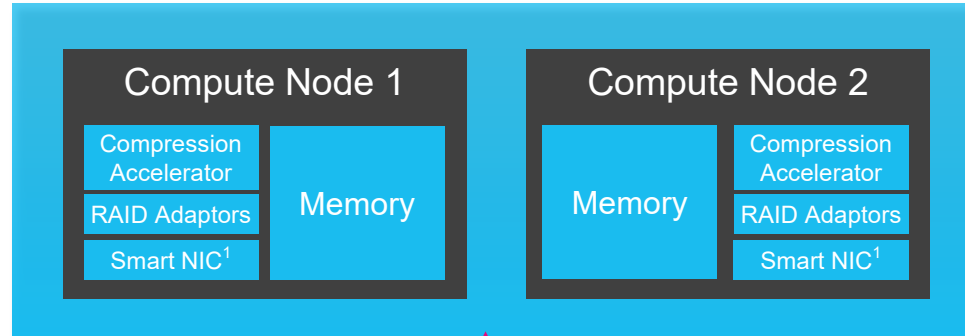 Compute Node 1
Compression
Accelerator
RAID Adaptors
Smart NIC¹
Memory
Compute Node 2
Memory
Compression
Accelerator
RAID Adaptors
Smart NIC¹